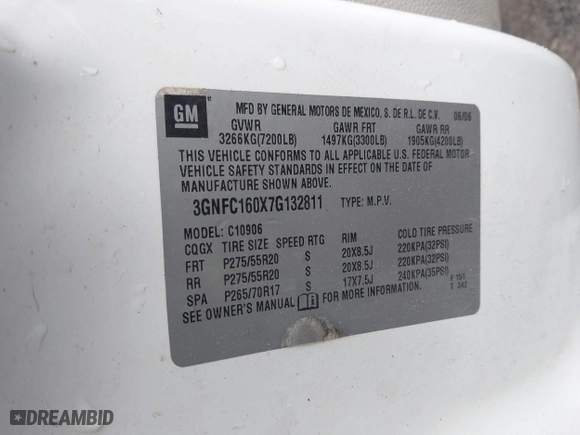 GM
MFD BY GENERAL MOTORS DE MEXICO, S. DE R.L. DE C.V. 06/06
GVWR GAWR FRT GAWR RR
3266KG(7200LB) 1497KG(3300LB) 1905KG(4200LB)
THIS VEHICLE CONFORMS TO ALL APPLICABLE U.S. FEDERAL MOTOR
VEHICLE SAFETY STANDARDS IN EFFECT ON THE DATE OF
MANUFACTURE SHOWN ABOVE.
3GNFC160X7G132811 TYPE: M.P.V.
MODEL: C10906
CQGX TIRE SIZE SPEED RTG RIM COLD TIRE PRESSURE
FRT P275/55R20 S 20X8.5J 220KPA(32PSI)
RR P275/55R20 S 20X8.5J 220KPA(32PSI)
SPA P265/70R17 S 17X7.5J 240KPA(35PSI)
SEE OWNER'S MANUAL FOR MORE INFORMATION.
F 151
T 342
DREAMBID